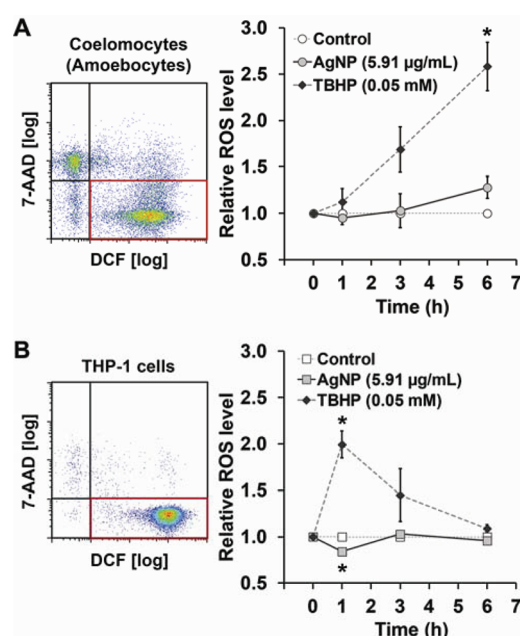 A
Coelomocytes
(Amoebocytes)
7-AAD [log]
DCF [log]
Relative ROS level
3.0
2.5
2.0
1.5
1.0
0.5
Control
AgNP (5.91 µg/mL)
TBHP (0.05 mM)
*
0 1 2 3 4 5 6 7
Time (h)
B
THP-1 cells
7-AAD [log]
DCF [log]
Relative ROS level
3.0
2.5
2.0
1.5
1.0
0.5
Control
AgNP (5.91 µg/mL)
TBHP (0.05 mM)
*
*
0 1 2 3 4 5 6 7
Time (h)